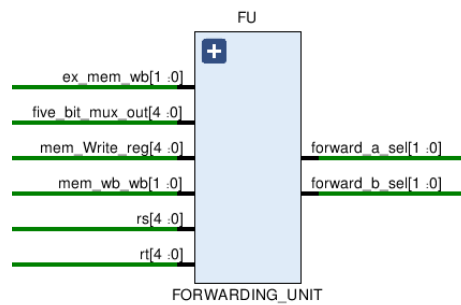 FU
ex_mem_wb[1 :0]
five_bit_mux_out[4 :0]
mem_Write_reg[4 :0]
mem_wb_wb[1 :0]
rs[4 :0]
rt[4 :0]
forward_a_sel[1 :0]
forward_b_sel[1 :0]
FORWARDING_UNIT